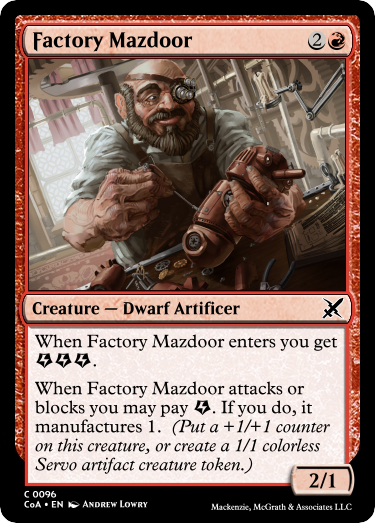 Factory Mazdoor 2
Creature — Dwarf Artificer
When Factory Mazdoor enters you get
.
When Factory Mazdoor attacks or
blocks you may pay . If you do, it
manufactures 1. (Put a +1/+1 counter
on this creature, or create a 1/1 colorless
Servo artifact creature token.)
2/1
C 0096
CoA • EN Andrew Lowry
Mackenzie, McGrath & Associates LLC